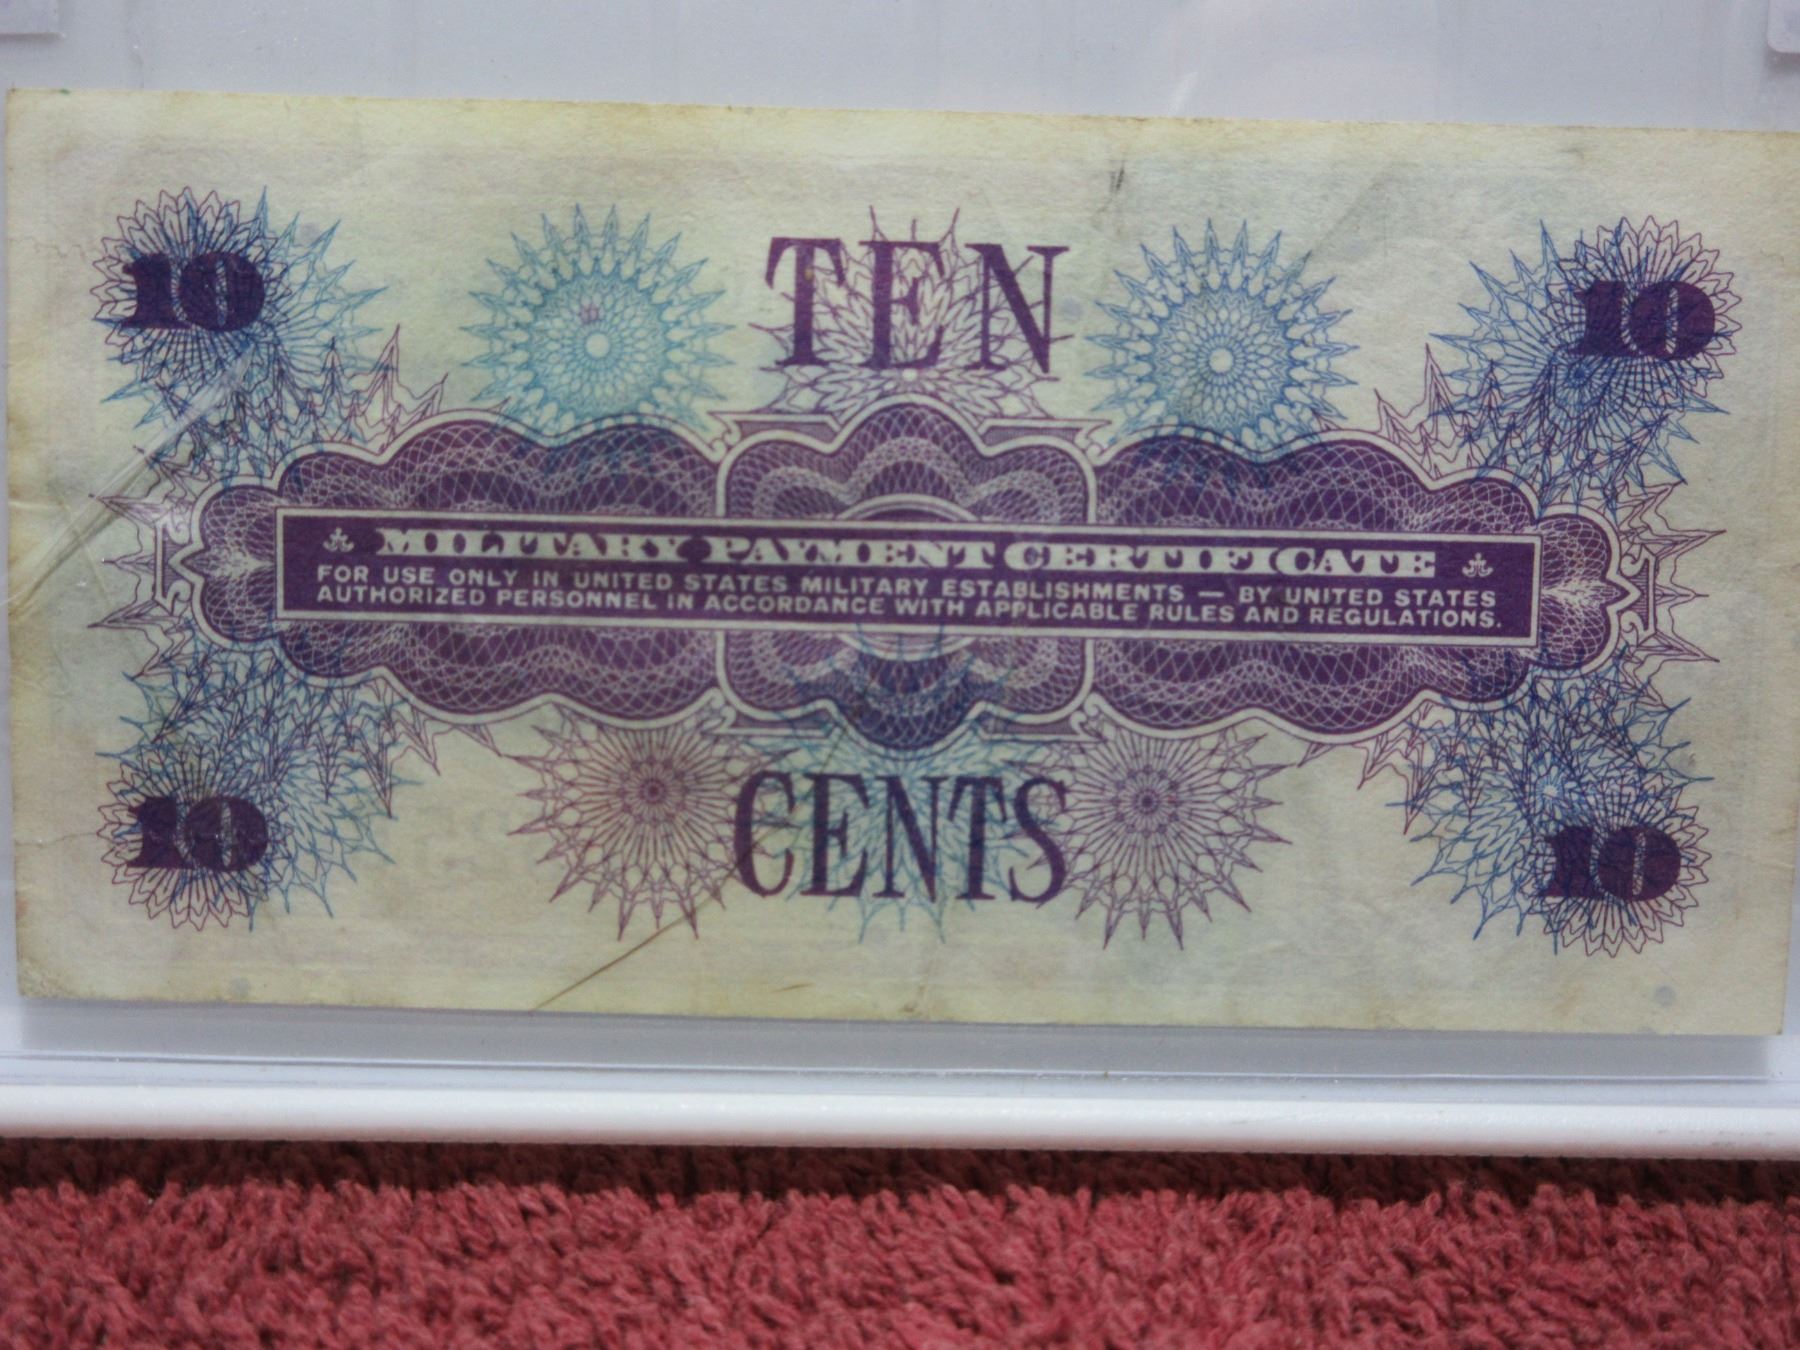 10 TEN 10
MILITARY PAYMENT CERTIFICATE
FOR USE ONLY IN UNITED STATES MILITARY ESTABLISHMENTS — BY UNITED STATES
AUTHORIZED PERSONNEL IN ACCORDANCE WITH APPLICABLE RULES AND REGULATIONS.
10 CENTS 10